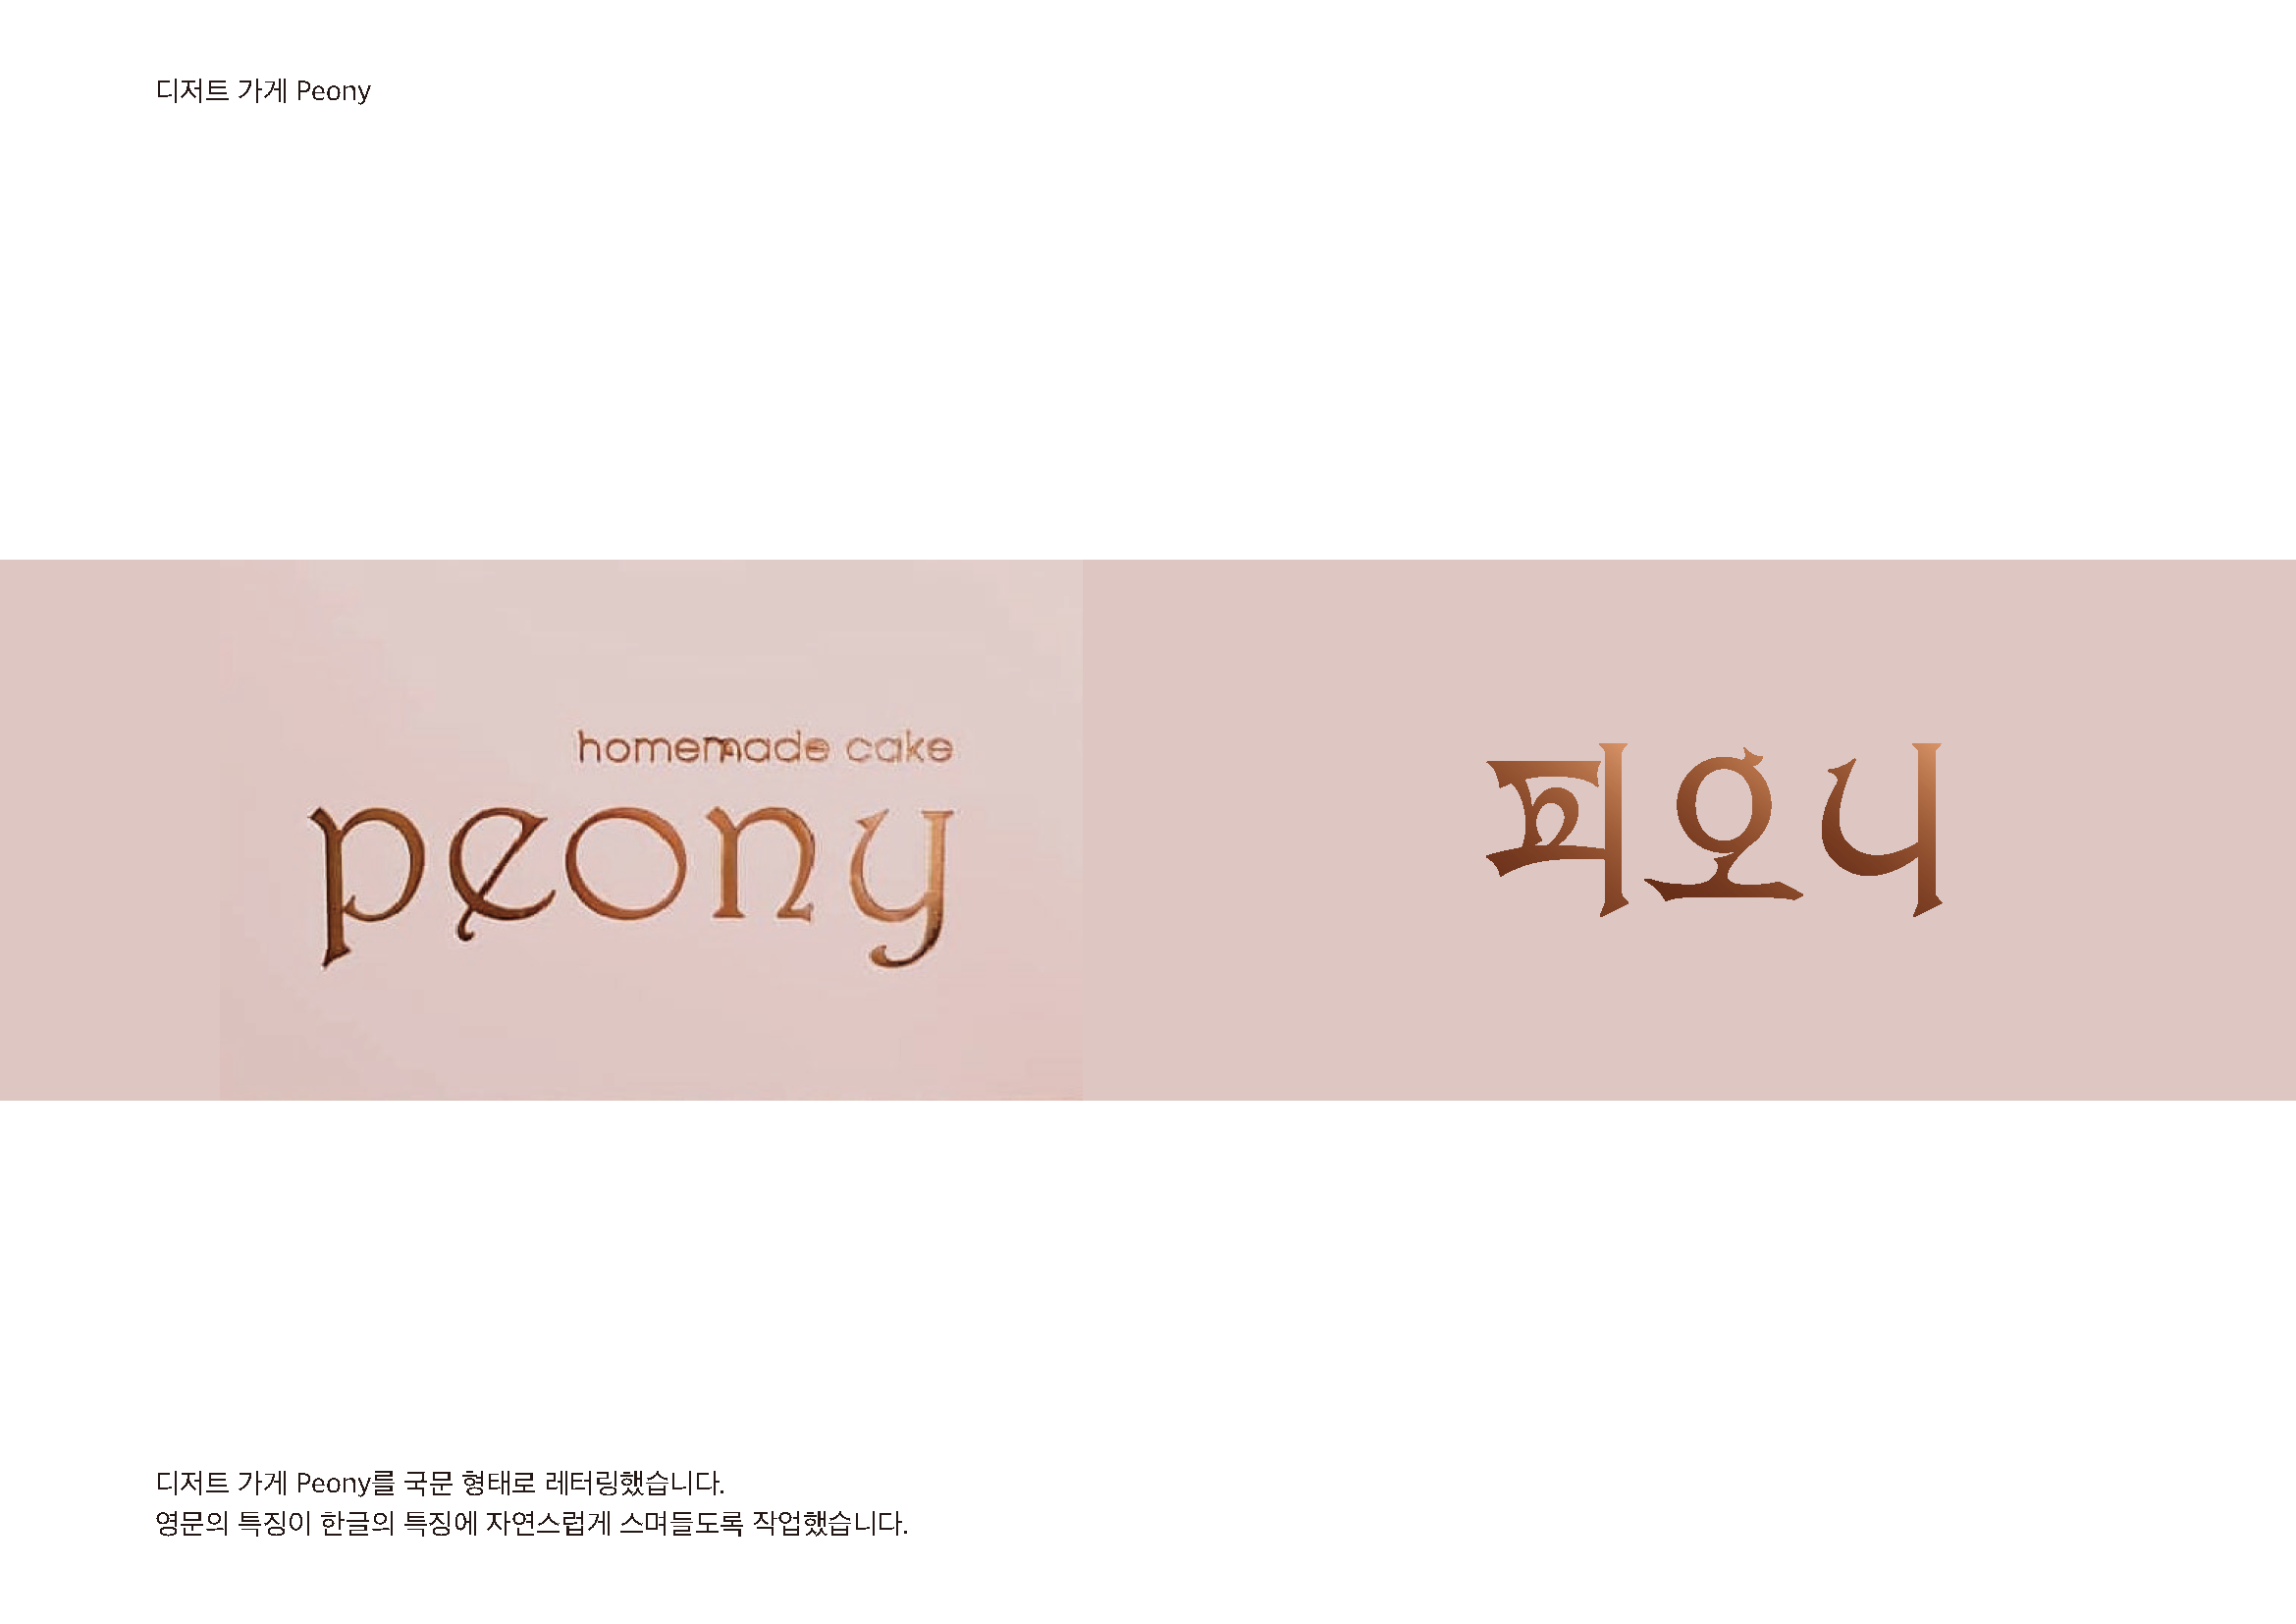 디저트 가게 Peony
homemade cake
peony
피오니
디저트 가게 Peony를 국문 형태로 레터링했습니다.
영문의 특징이 한글의 특징에 자연스럽게 스며들도록 작업했습니다.